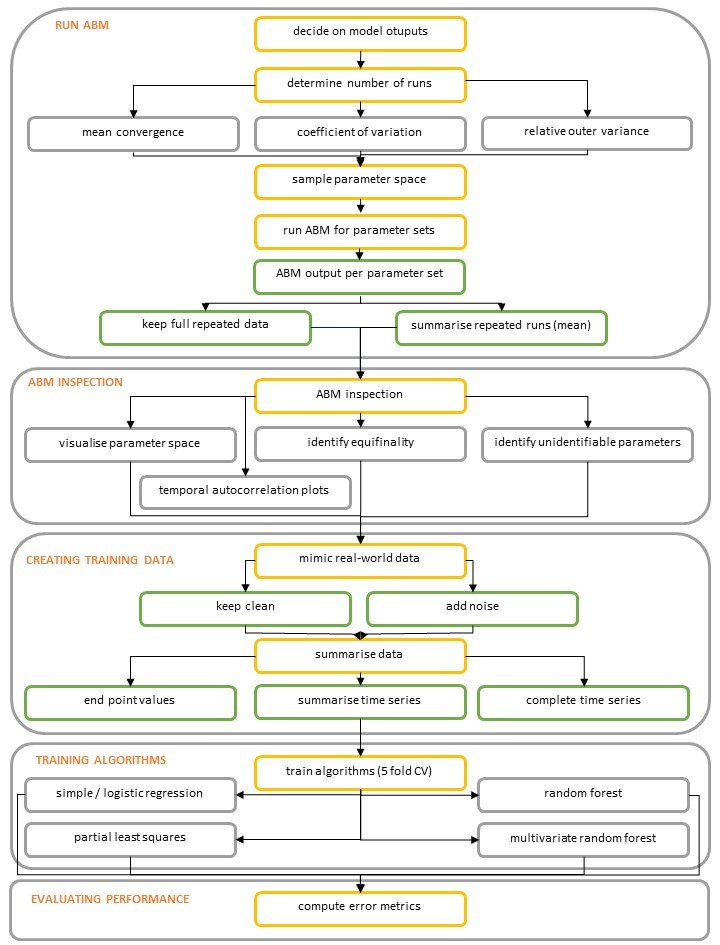 RUN ABM
decide on model otuputs
determine number of runs
mean convergence
coefficient of variation
relative outer variance
sample parameter space
run ABM for parameter sets
ABM output per parameter set
keep full repeated data
summarise repeated runs (mean)
ABM INSPECTION
ABM inspection
visualise parameter space
identify equifinality
identify unidentifiable parameters
temporal autocorrelation plots
CREATING TRAINING DATA
mimic real-world data
keep clean
add noise
summarise data
end point values
summarise time series
complete time series
TRAINING ALGORITHMS
train algorithms (5 fold CV)
simple / logistic regression
random forest
partial least squares
multivariate random forest
EVALUATING PERFORMANCE
compute error metrics